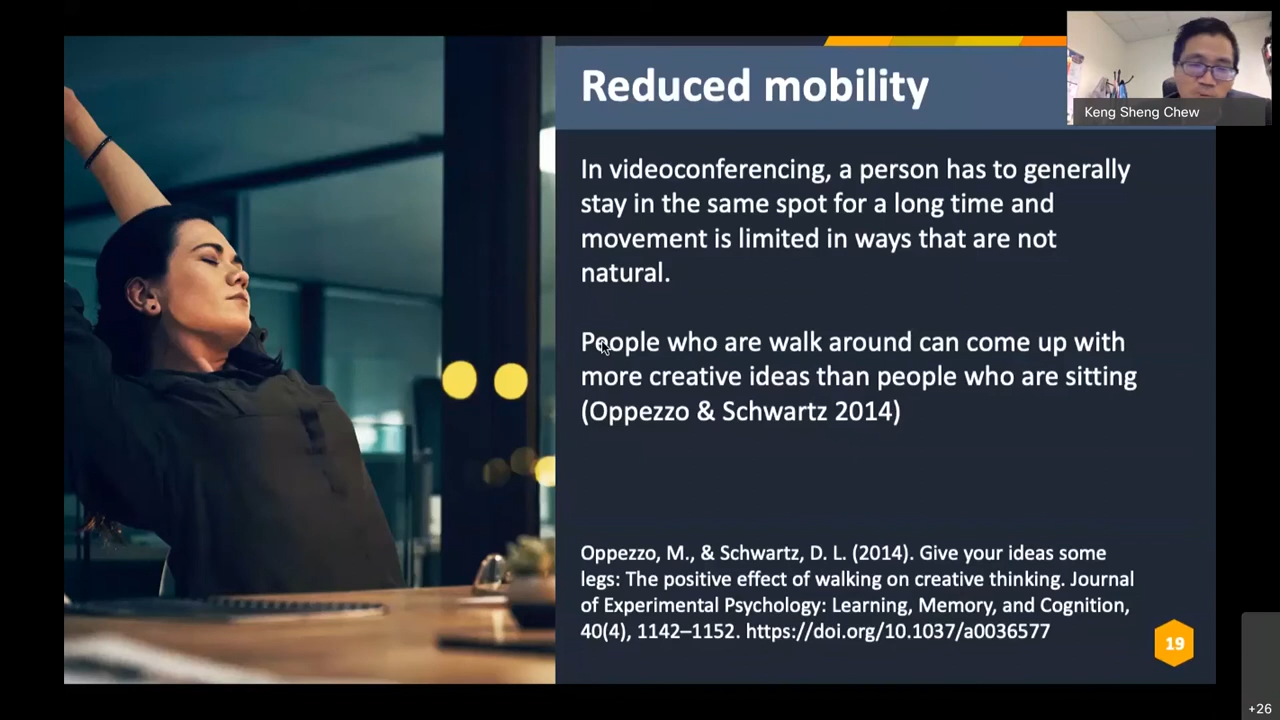 Reduced mobility
Keng Sheng Chew
In videoconferencing, a person has to generally
stay in the same spot for a long time and
movement is limited in ways that are not
natural.
People who are walk around can come up with
more creative ideas than people who are sitting
(Oppezzo & Schwartz 2014)
Oppezzo, M., & Schwartz, D. L. (2014). Give your ideas some
legs: The positive effect of walking on creative thinking. Journal
of Experimental Psychology: Learning, Memory, and Cognition,
40(4), 1142–1152. https://doi.org/10.1037/a0036577
19
+26